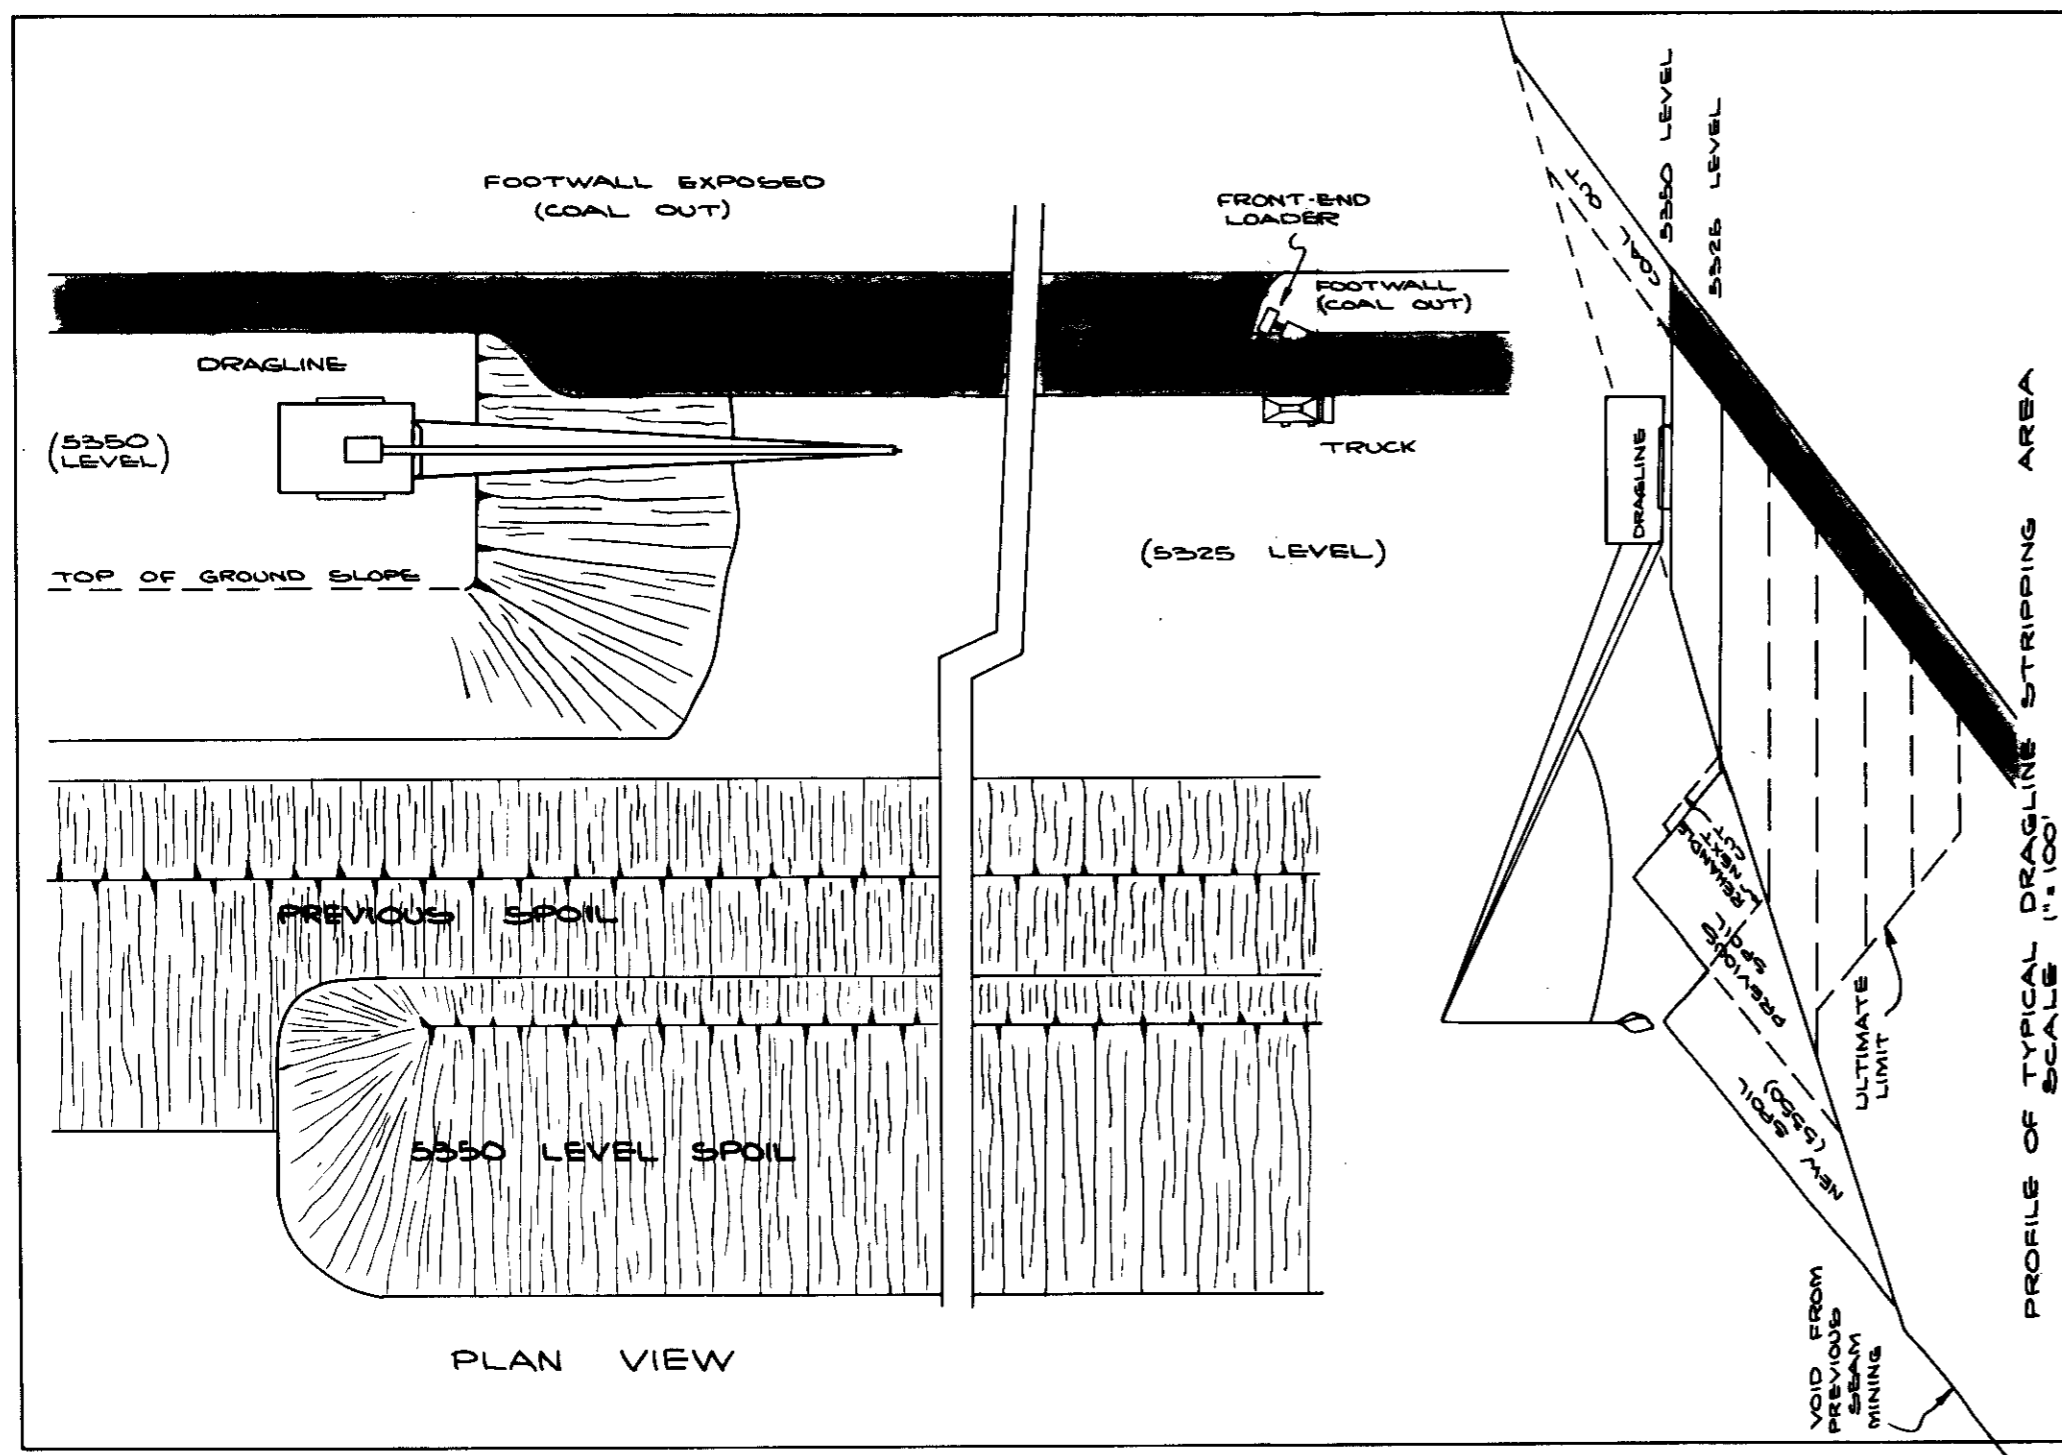 FOOTWALL EXPOSED
(COAL OUT)
FRONT-END
LOADER
FOOTWALL
(COAL OUT)
DRAGLINE
(5350
LEVEL)
TRUCK
(5325 LEVEL)
TOP OF GROUND SLOPE
PREVIOUS SPOIL
5350 LEVEL SPOIL
PLAN VIEW
5350 LEVEL
5325 LEVEL
COAL OUT
DRAGLINE
REHANDLE
NEXT
CUT
PREVIOUS
SPOIL
NEW SPOIL
(5350)
ULTIMATE
LIMIT
VOID FROM
PREVIOUS
SEAM
MINING
PROFILE OF TYPICAL DRAGLINE STRIPPING AREA
SCALE 1"=100'